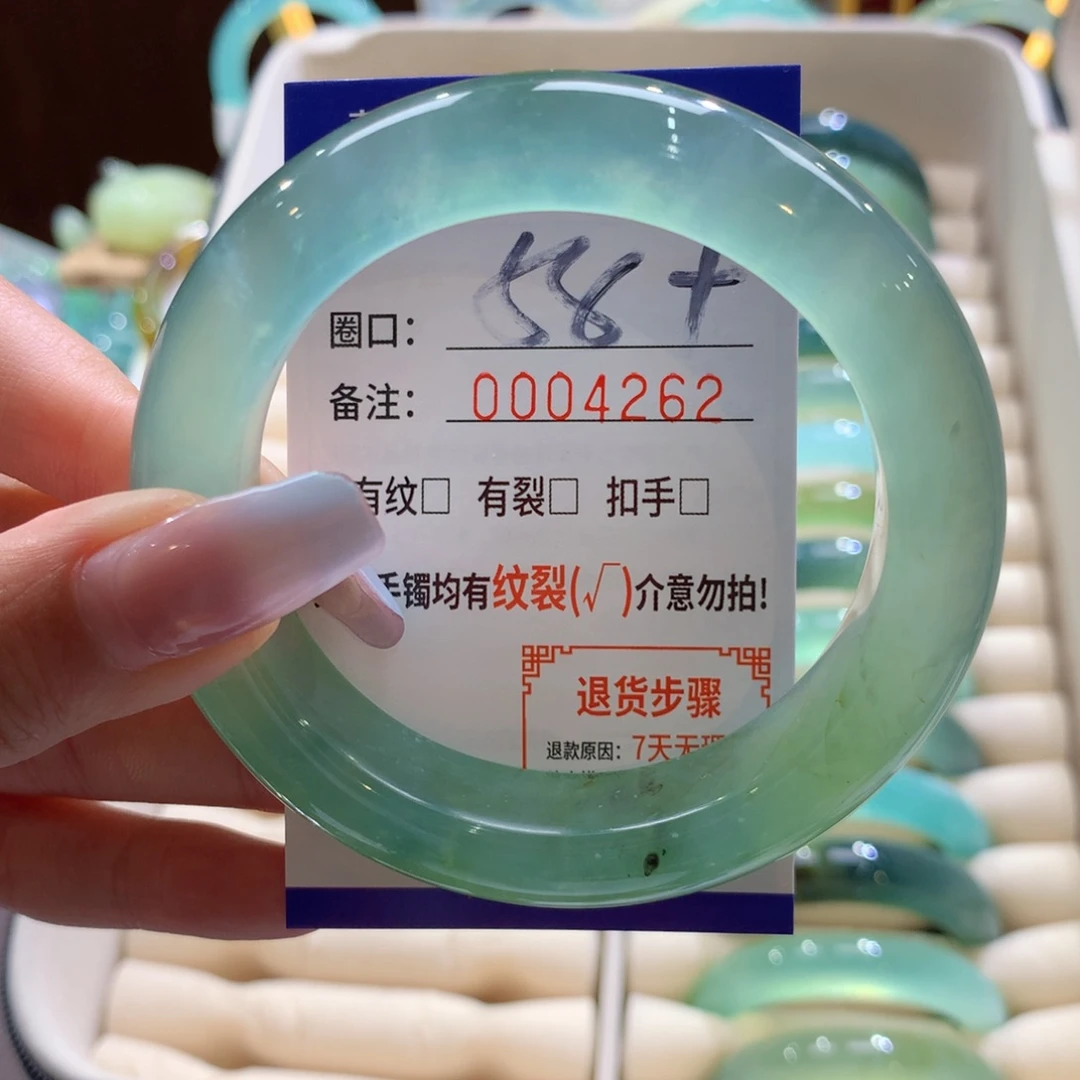 圈口： 58+
备注： 0004262
有纹□ 有裂□ 扣手□
手镯均有纹裂(√)介意勿拍!
退货步骤
退款原因：7天无理